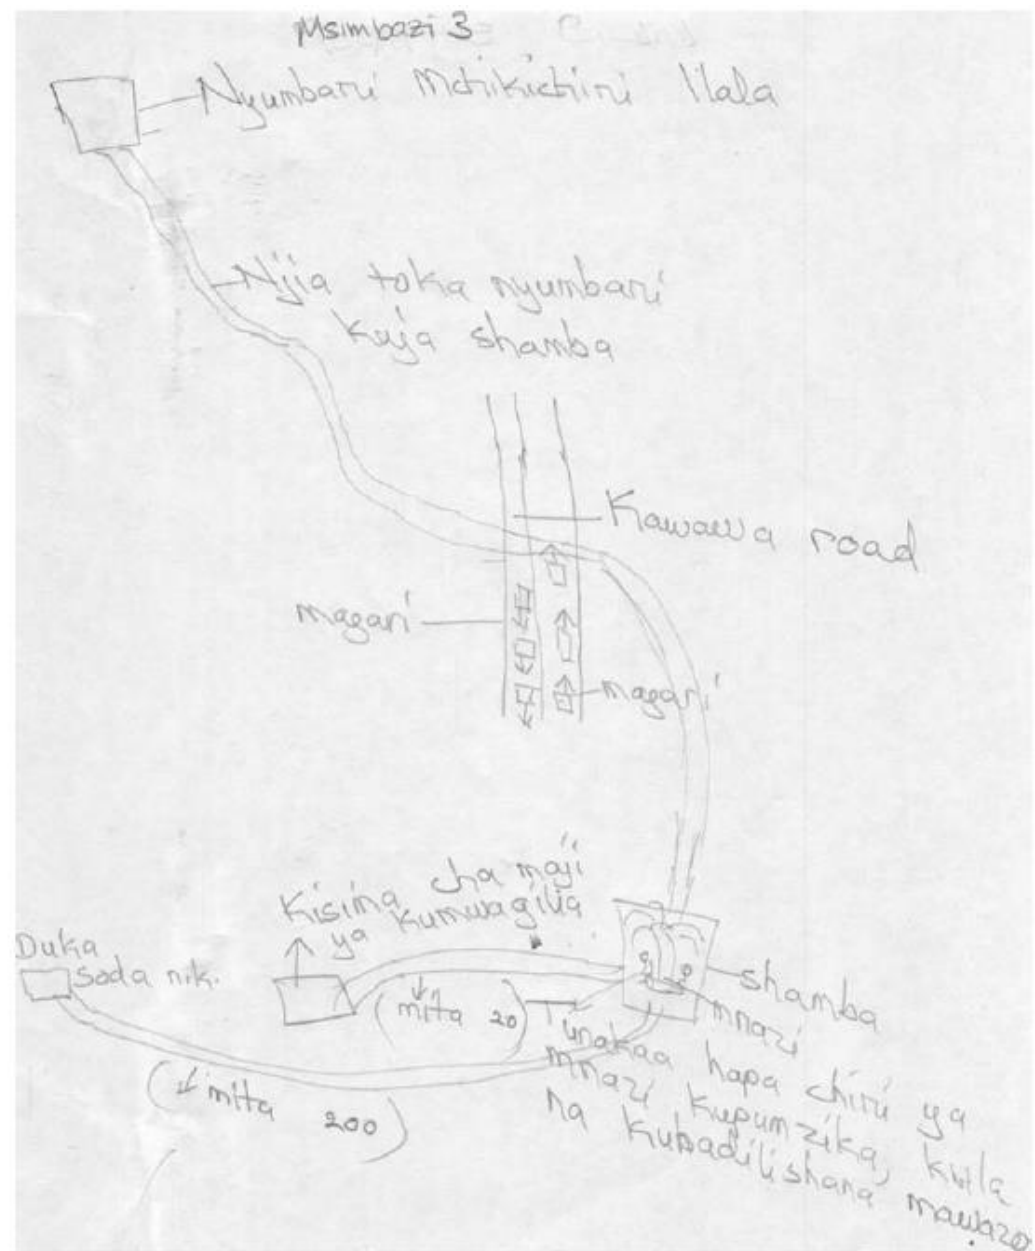 Msimbazi 3
Nyumbani Mchikichini Ilala
Njia toka nyumbani
kuja shamba
Kawawa road
magari
magari
Kisima cha maji
ya kumwagilia
Duka
Soda n.k.
(mita 20)
shamba
mnazi
Tunakaa hapa chini ya
mnazi kupumzika, kula
na kubadilishana mawazo
(mita 200)